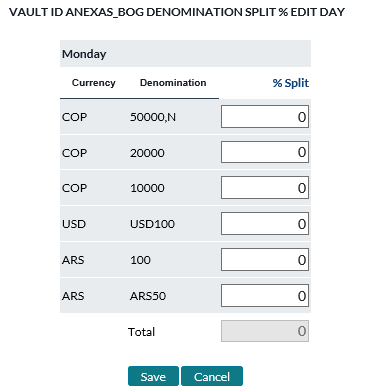 VAULT ID ANEXAS_BOG DENOMINATION SPLIT % EDIT DAY
Monday
Currency Denomination % Split
COP 50000,N 0
COP 20000 0
COP 10000 0
USD USD100 0
ARS 100 0
ARS ARS50 0
Total 0
Save Cancel